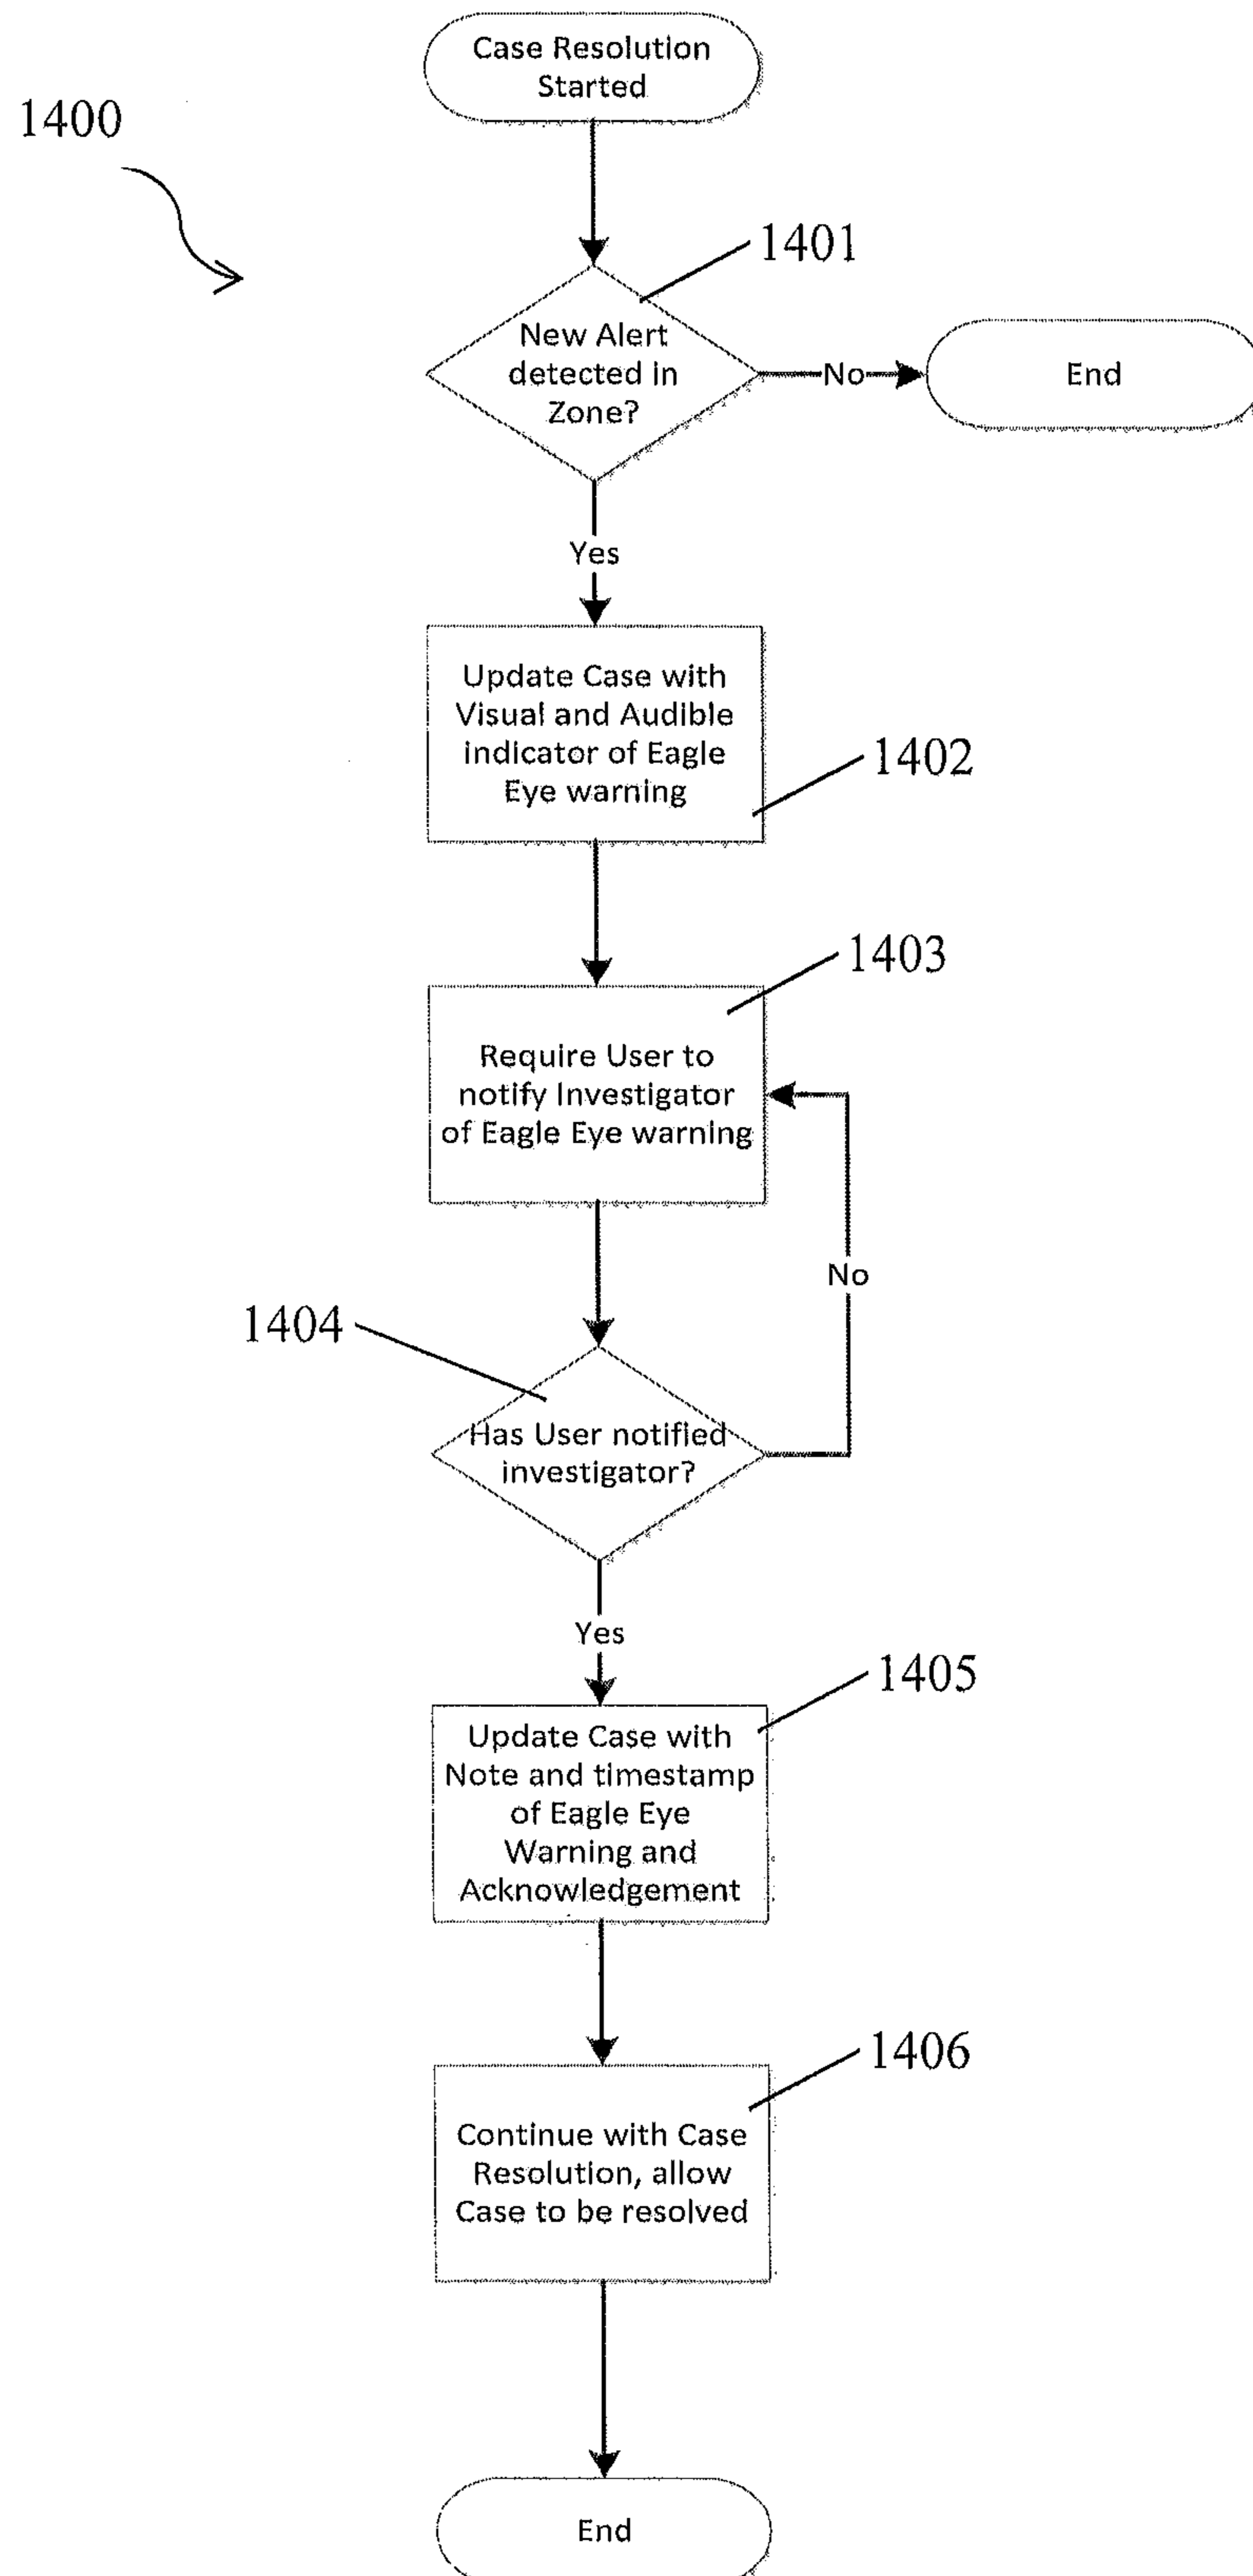 Case Resolution
Started
1400
1401
New Alert
detected in
Zone?
No
End
Yes
Update Case with
Visual and Audible
indicator of Eagle
Eye warning
1402
1403
Require User to
notify Investigator
of Eagle Eye warning
No
1404
Has User notified
investigator?
Yes
1405
Update Case with
Note and timestamp
of Eagle Eye
Warning and
Acknowledgement
1406
Continue with Case
Resolution, allow
Case to be resolved
End